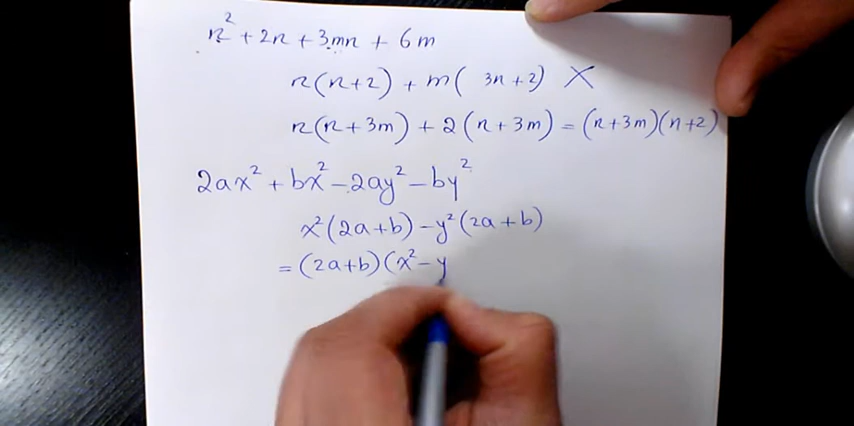 n² + 2n + 3mn + 6m
n(n+2) + m( 3n+2) X
n(n+3m) + 2(n+3m) = (n+3m)(n+2)
2ax² + bx² - 2ay² - by²
x²(2a+b) - y²(2a+b)
= (2a+b)(x² - y